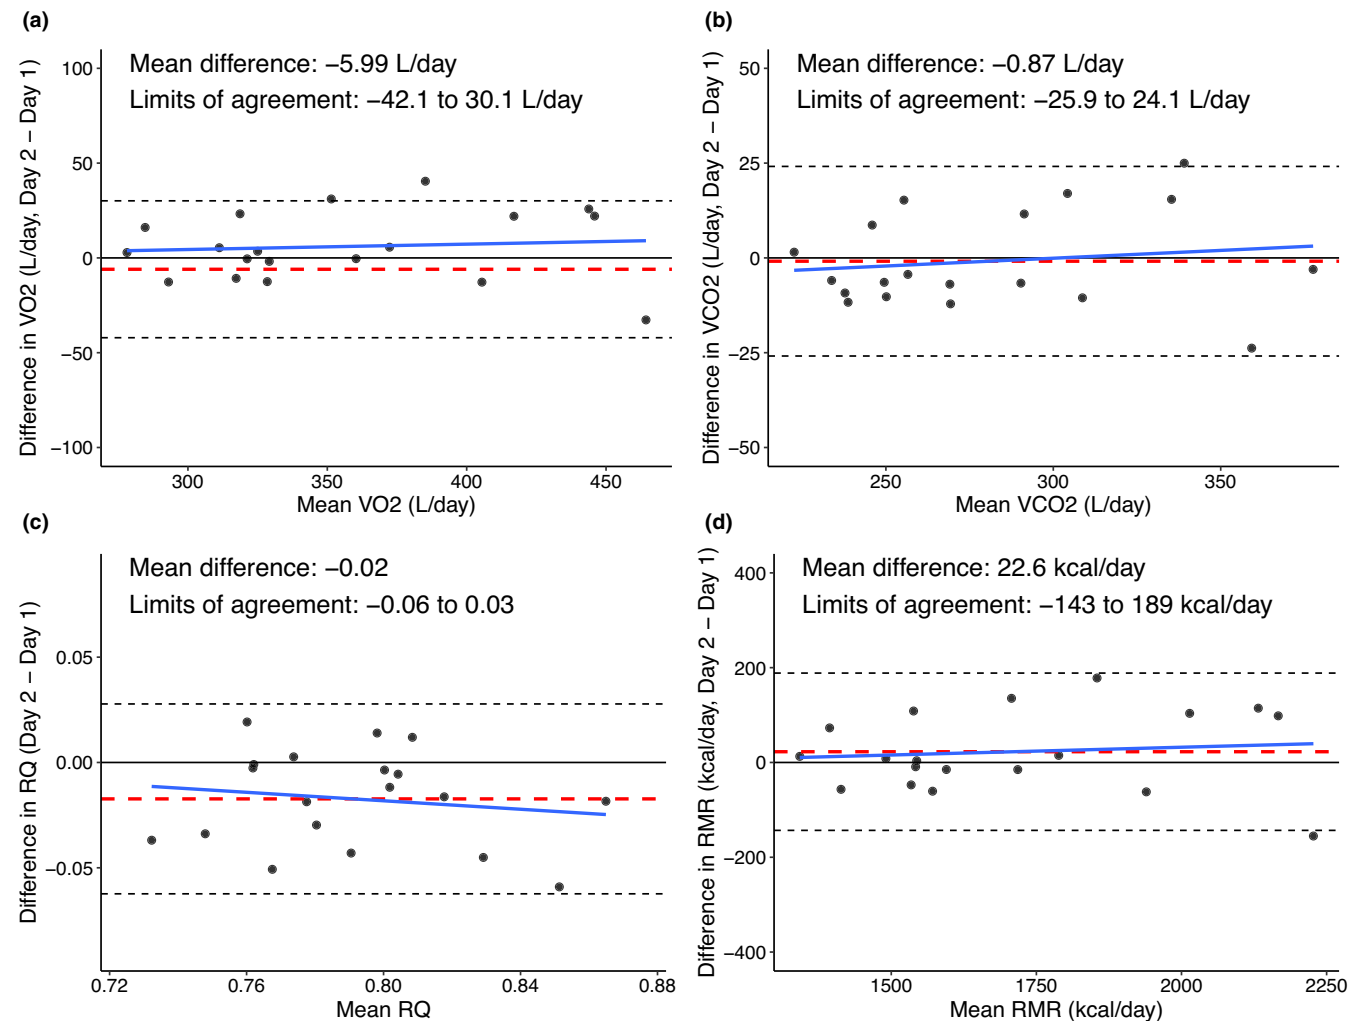 (a)
Mean difference: −5.99 L/day
Limits of agreement: −42.1 to 30.1 L/day
Difference in VO2 (L/day, Day 2 − Day 1)
100
50
0
−50
−100
300
350
400
450
Mean VO2 (L/day)
(b)
Mean difference: −0.87 L/day
Limits of agreement: −25.9 to 24.1 L/day
Difference in VCO2 (L/day, Day 2 − Day 1)
50
25
0
−25
−50
250
300
350
Mean VCO2 (L/day)
(c)
Mean difference: −0.02
Limits of agreement: −0.06 to 0.03
Difference in RQ (Day 2 − Day 1)
0.05
0.00
−0.05
0.72
0.76
0.80
0.84
0.88
Mean RQ
(d)
Mean difference: 22.6 kcal/day
Limits of agreement: −143 to 189 kcal/day
Difference in RMR (kcal/day, Day 2 − Day 1)
400
200
0
−200
−400
1500
1750
2000
2250
Mean RMR (kcal/day)